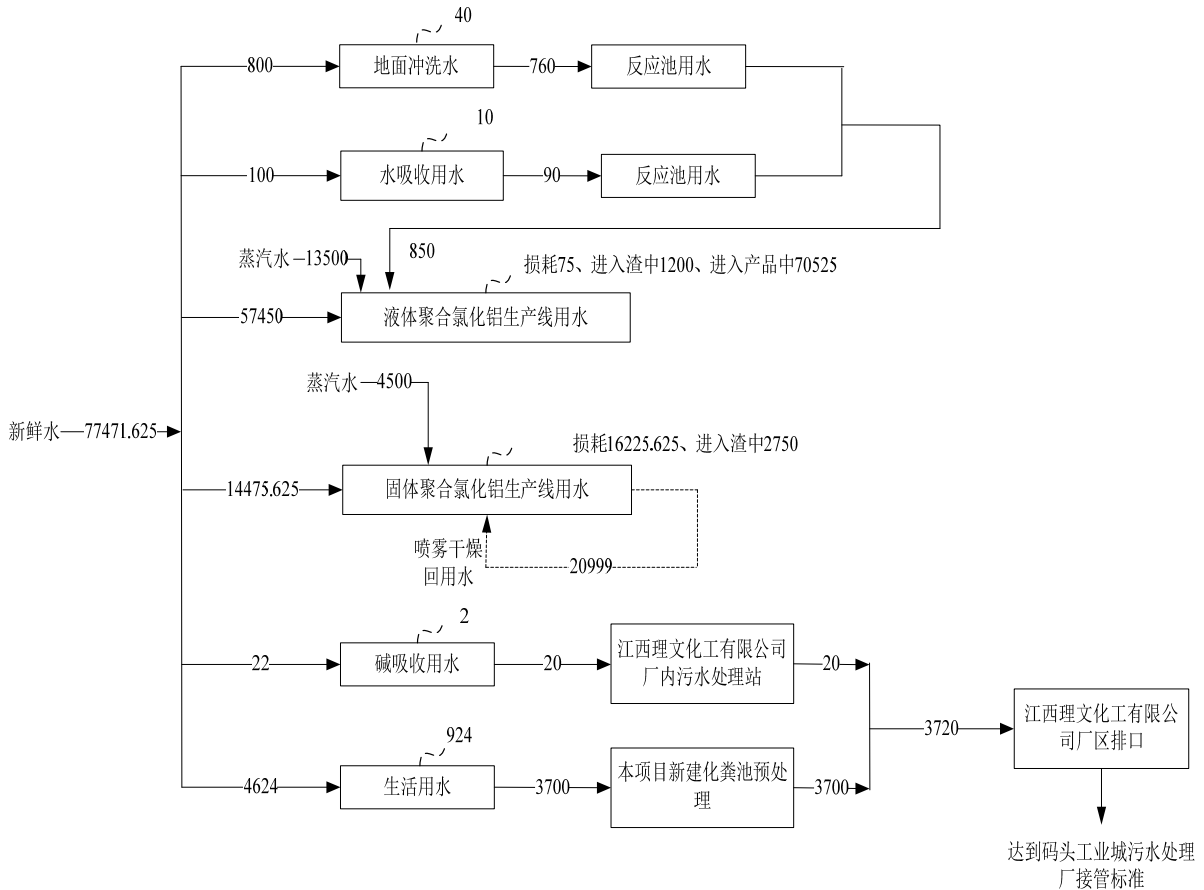 40
800
地面冲洗水
760
反应池用水
10
100
水吸收用水
90
反应池用水
850
蒸汽水
13500
损耗75、进入渣中1200、进入产品中70525
57450
液体聚合氯化铝生产线用水
蒸汽水
4500
新鲜水
77471.625
损耗16225.625、进入渣中2750
14475.625
固体聚合氯化铝生产线用水
喷雾干燥
回用水
20999
2
22
碱吸收用水
20
江西理文化工有限公司
厂内污水处理站
20
924
4624
生活用水
3700
本项目新建化粪池预处
理
3700
3720
江西理文化工有限公
司厂区排口
达到码头工业城污水处理
厂接管标准